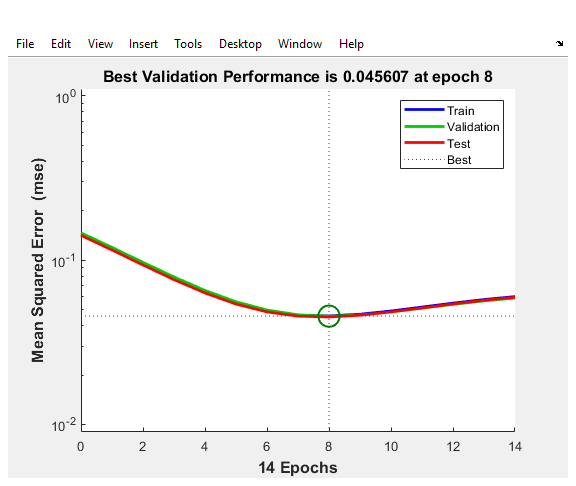 File Edit View Insert Tools Desktop Window Help
Best Validation Performance is 0.045607 at epoch 8
Train
Validation
Test
Best
Mean Squared Error (mse)
10^0
10^-1
10^-2
0 2 4 6 8 10 12 14
14 Epochs